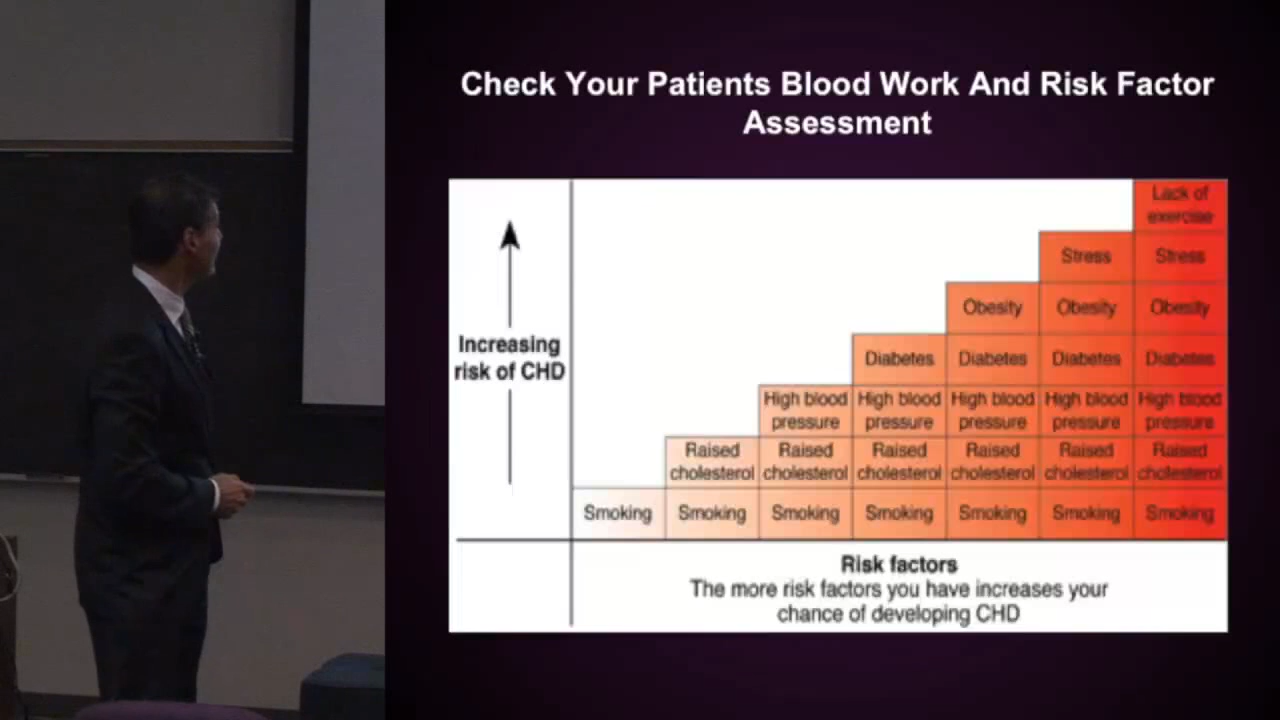 Check Your Patients Blood Work And Risk Factor
Assessment
Lack of
exercise
Stress Stress
Obesity Obesity Obesity
Increasing
risk of CHD
Diabetes Diabetes Diabetes Diabetes
High blood High blood High blood High blood High blood
pressure pressure pressure pressure pressure
Raised Raised Raised Raised Raised Raised
cholesterol cholesterol cholesterol cholesterol cholesterol cholesterol
Smoking Smoking Smoking Smoking Smoking Smoking Smoking
Risk factors
The more risk factors you have increases your
chance of developing CHD